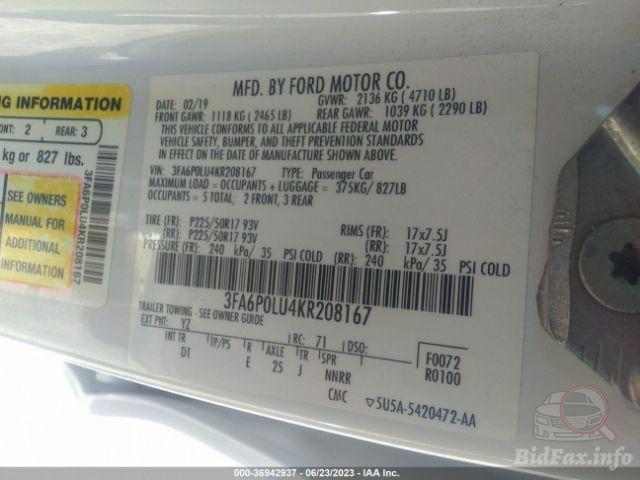 NG INFORMATION
ONT: 2 REAR: 3
kg or 827 lbs.
SEE OWNERS
MANUAL FOR
ADDITIONAL
INFORMATION
3FA6P0LU4KR208167
MFD. BY FORD MOTOR CO.
02/19 GVWR: 2136 KG ( 4710 LB)
FRONT GAWR: 1118 KG ( 2465 LB) REAR GAWR: 1039 KG ( 2290 LB)
THIS VEHICLE CONFORMS TO ALL APPLICABLE FEDERAL MOTOR
VEHICLE SAFETY, BUMPER, AND THEFT PREVENTION STANDARDS
IN EFFECT ON THE DATE OF MANUFACTURE SHOWN ABOVE.
VIN: 3FA6P0LU4KR208167 TYPE: Passenger Car
MAXIMUM LOAD = OCCUPANTS + LUGGAGE = 375KG/ 827LB
OCCUPANTS = 5 TOTAL; 2 FRONT, 3 REAR
TIRE (FR): P225/50R17 93V RIMS (FR): 17x7.5J
(RR): P225/50R17 93V (RR): 17x7.5J
PRESSURE (FR): 240 kPa/ 35 PSI COLD (RR): 240 kPa/ 35 PSI COLD
3FA6P0LU4KR208167
TRAILER TOWING - SEE OWNER GUIDE
EXT PNT: YZ RC: 71 DSO:
INT TR TP/PS R AXLE TR SPR
DT E 25 J NNRR
CMC
F0072
R0100
▽5U5A-5420472-AA
BidFax.info
000-36942937 - 06/23/2023 - IAA Inc.